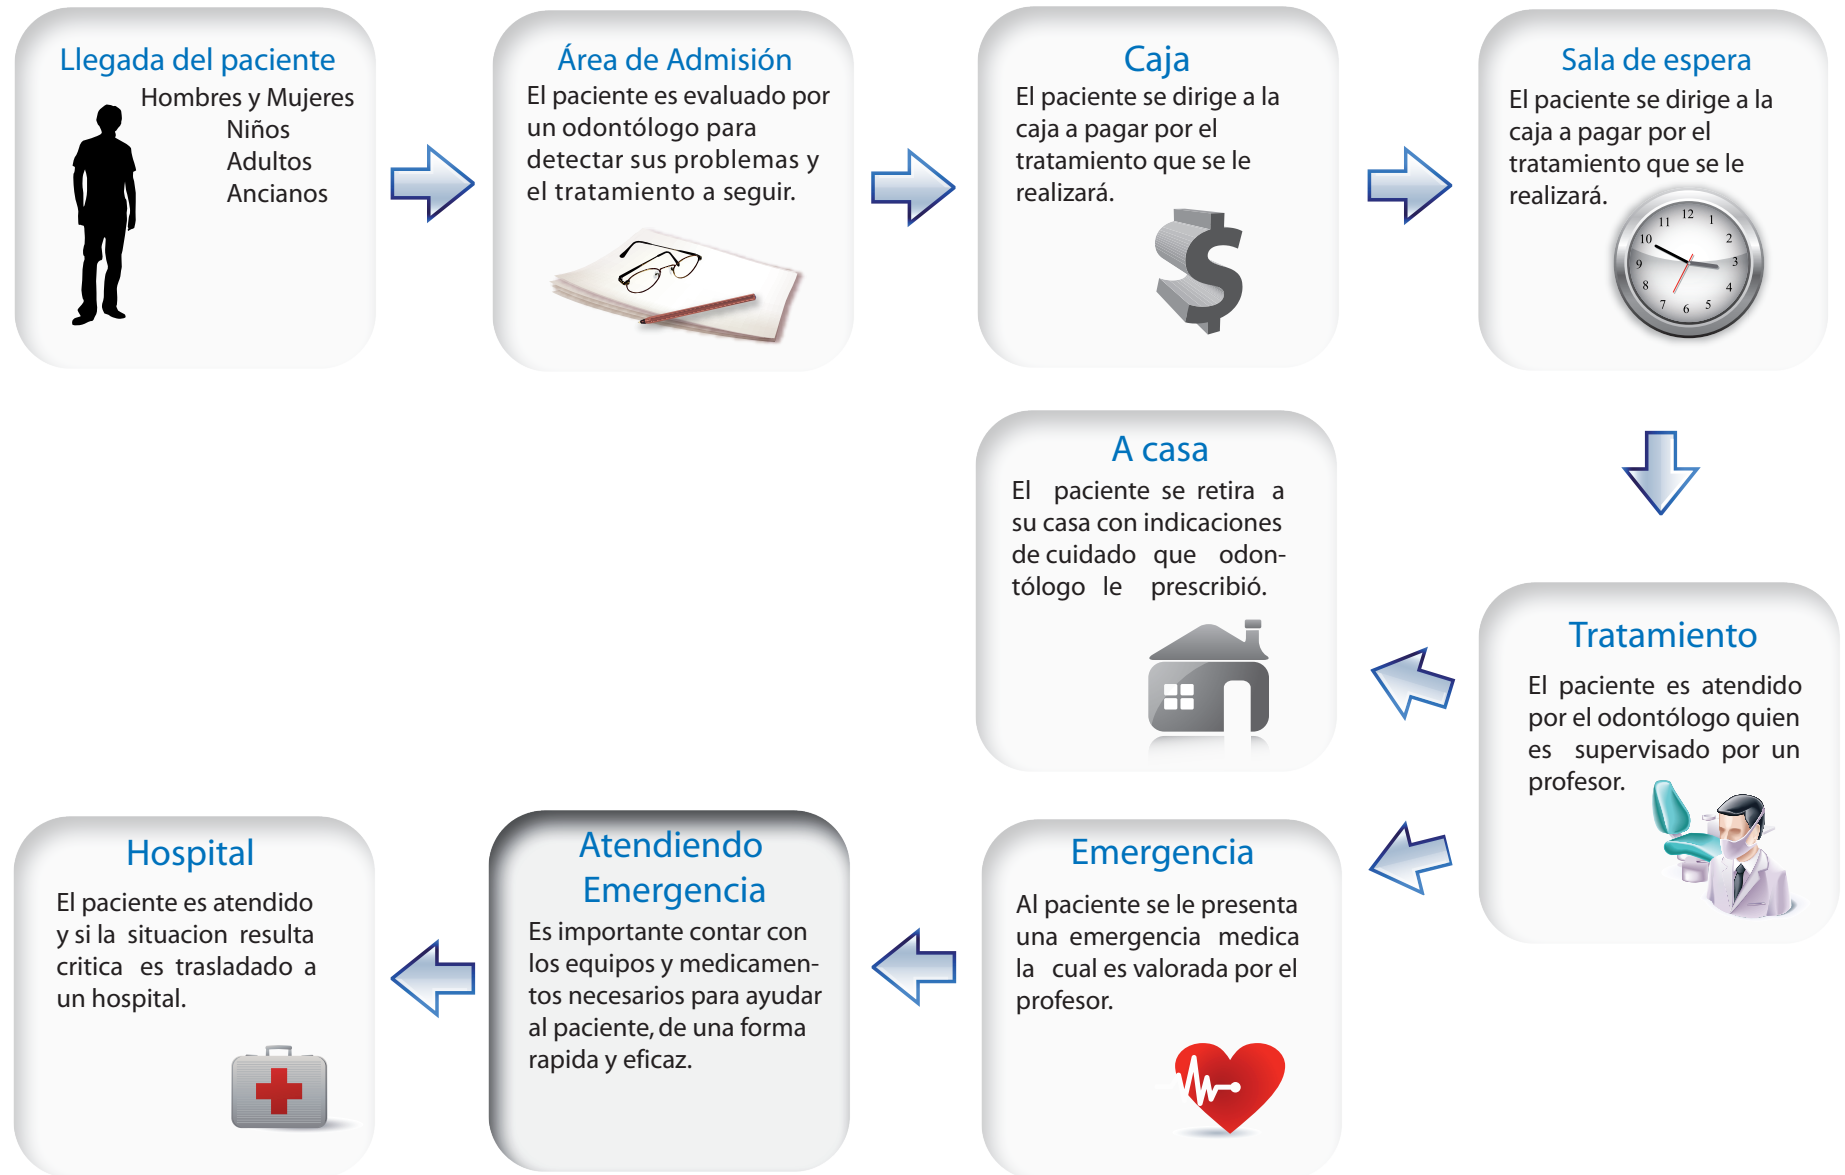 Llegada del paciente
Hombres y Mujeres
Niños
Adultos
Ancianos
Área de Admisión
El paciente es evaluado por
un odontólogo para
detectar sus problemas y
el tratamiento a seguir.
Caja
El paciente se dirige a la
caja a pagar por el
tratamiento que se le
realizará.
$
Sala de espera
El paciente se dirige a la
caja a pagar por el
tratamiento que se le
realizará.
12
1
2
3
4
5
6
7
8
9
10
11
Tratamiento
El paciente es atendido
por el odontólogo quien
es supervisado por un
profesor.
A casa
El paciente se retira a
su casa con indicaciones
de cuidado que odon-
tólogo le prescribió.
Emergencia
Al paciente se le presenta
una emergencia medica
la cual es valorada por el
profesor.
Atendiendo
Emergencia
Es importante contar con
los equipos y medicamen-
tos necesarios para ayudar
al paciente, de una forma
rapida y eficaz.
Hospital
El paciente es atendido
y si la situacion resulta
critica es trasladado a
un hospital.